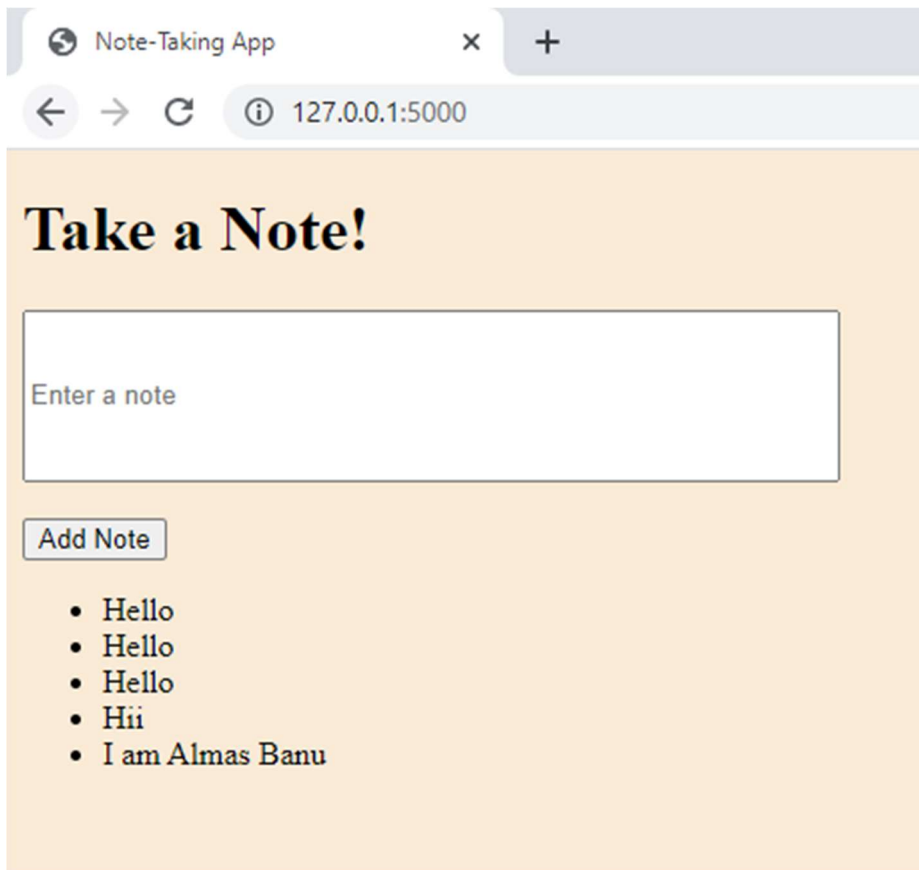 Note-Taking App
127.0.0.1:5000
Take a Note!
Enter a note
Add Note
Hello
Hello
Hello
Hii
I am Almas Banu